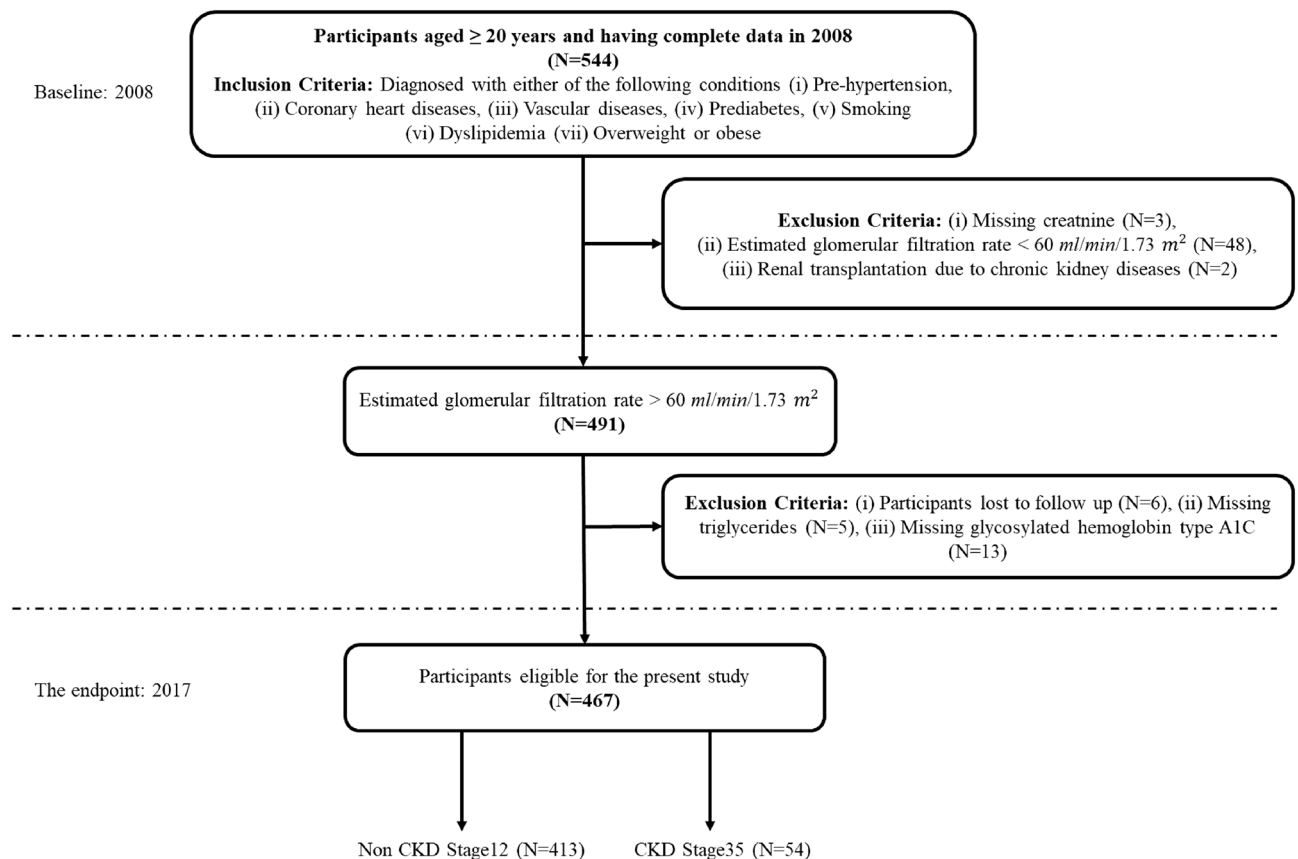 Participants aged ≥ 20 years and having complete data in 2008
(N=544)
Inclusion Criteria: Diagnosed with either of the following conditions (i) Pre-hypertension,
(ii) Coronary heart diseases, (iii) Vascular diseases, (iv) Prediabetes, (v) Smoking
(vi) Dyslipidemia (vii) Overweight or obese
Baseline: 2008
Exclusion Criteria: (i) Missing creatnine (N=3),
(ii) Estimated glomerular filtration rate < 60 ml/min/1.73 m² (N=48),
(iii) Renal transplantation due to chronic kidney diseases (N=2)
Estimated glomerular filtration rate > 60 ml/min/1.73 m²
(N=491)
Exclusion Criteria: (i) Participants lost to follow up (N=6), (ii) Missing
triglycerides (N=5), (iii) Missing glycosylated hemoglobin type A1C
(N=13)
The endpoint: 2017
Participants eligible for the present study
(N=467)
Non CKD Stage12 (N=413)
CKD Stage35 (N=54)